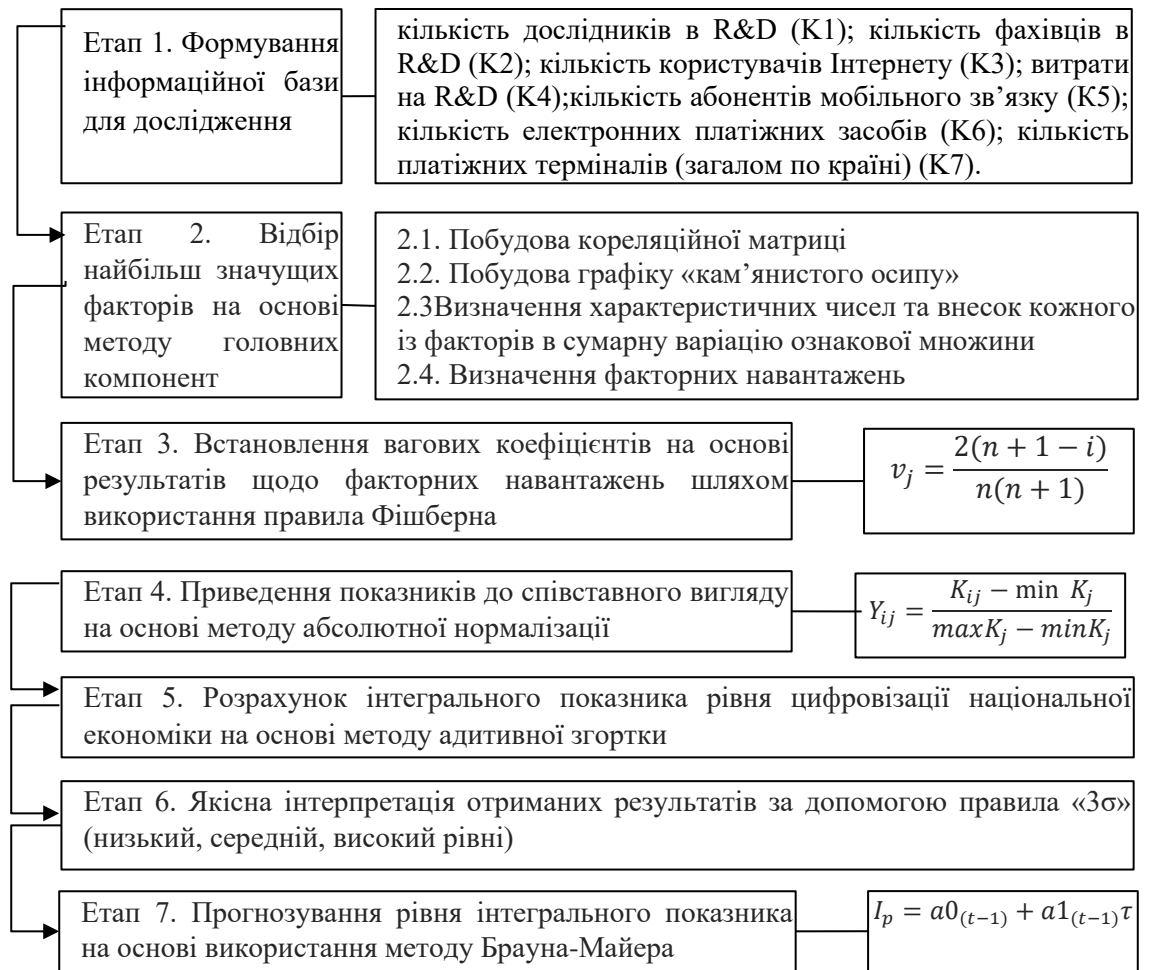 Етап 1. Формування
інформаційної бази
для дослідження
кількість дослідників в R&D (K1); кількість фахівців в
R&D (K2); кількість користувачів Інтернету (K3); витрати
на R&D (K4);кількість абонентів мобільного зв’язку (K5);
кількість електронних платіжних засобів (K6); кількість
платіжних терміналів (загалом по країні) (K7).
Етап 2. Відбір
найбільш значущих
факторів на основі
методу головних
компонент
2.1. Побудова кореляційної матриці
2.2. Побудова графіку «кам’янистого осипу»
2.3Визначення характеристичних чисел та внесок кожного
із факторів в сумарну варіацію ознакової множини
2.4. Визначення факторних навантажень
Етап 3. Встановлення вагових коефіцієнтів на основі
результатів щодо факторних навантажень шляхом
використання правила Фішберна
v_j = 2(n + 1 − i) / n(n + 1)
Етап 4. Приведення показників до співставного вигляду
на основі методу абсолютної нормалізації
Y_ij = K_ij − min K_j / maxK_j − minK_j
Етап 5. Розрахунок інтегрального показника рівня цифровізації національної
економіки на основі методу адитивної згортки
Етап 6. Якісна інтерпретація отриманих результатів за допомогою правила «3σ»
(низький, середній, високий рівні)
Етап 7. Прогнозування рівня інтегрального показника
на основі використання методу Брауна-Майера
I_p = a0_(t−1) + a1_(t−1)τ